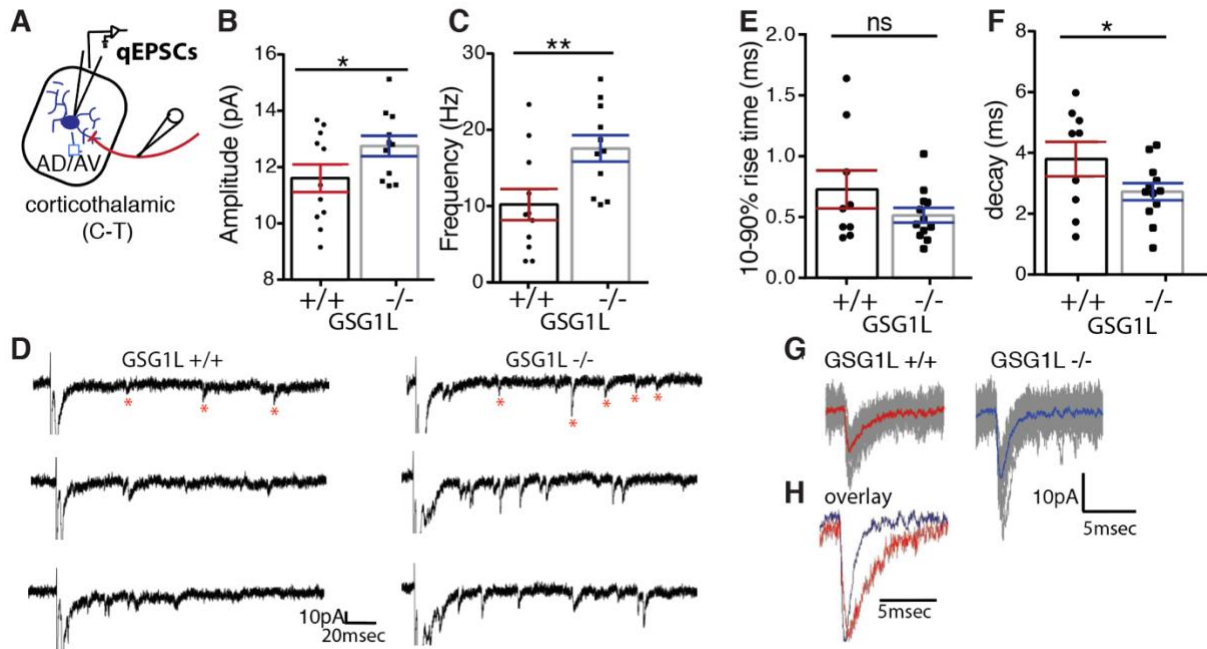 A
qEPSCs
AD/AV
corticothalamic
(C-T)
B
Amplitude (pA)
16
14
12
10
8
*
+/+ -/-
GSG1L
C
Frequency (Hz)
30
20
10
0
**
+/+ -/-
GSG1L
E
10-90% rise time (ms)
2.0
1.5
1.0
0.5
0.0
ns
+/+ -/-
GSG1L
F
decay (ms)
8
6
4
2
0
*
+/+ -/-
GSG1L
D
GSG1L +/+
* * *
GSG1L -/-
* * * * *
10pA
20msec
G
GSG1L +/+ GSG1L -/-
10pA
5msec
H
overlay
5msec